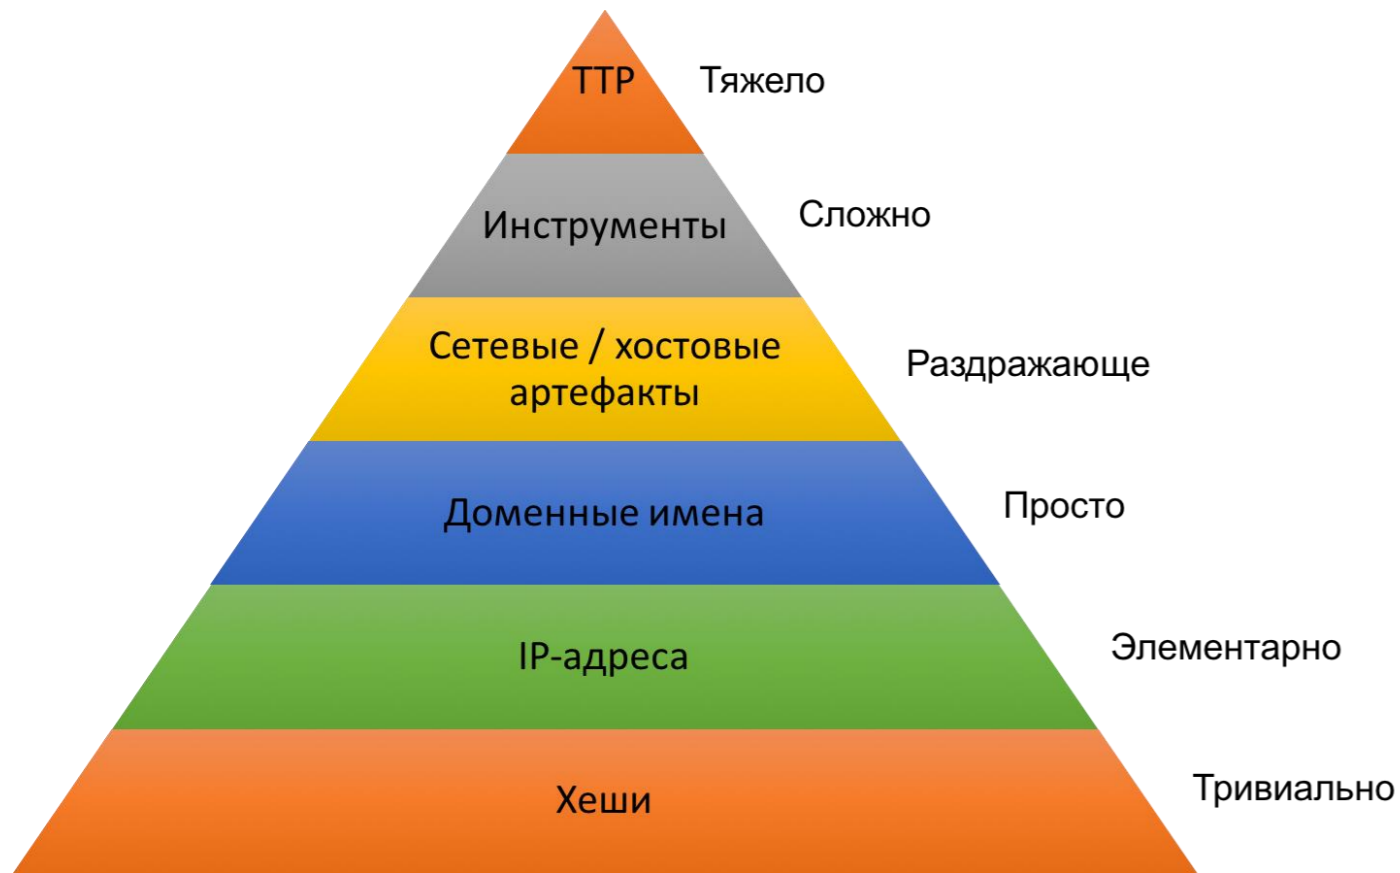 TTP
Тяжело
Инструменты
Сложно
Сетевые / хостовые
артефакты
Раздражающе
Доменные имена
Просто
IP-адреса
Элементарно
Хеши
Тривиально